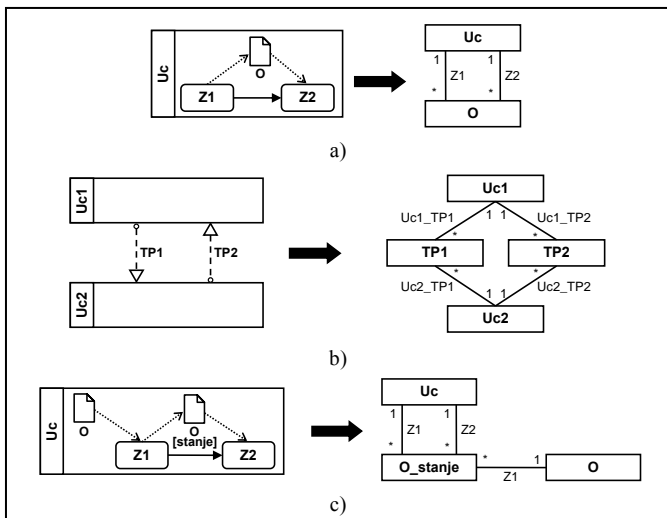 Uc
O
Z1
Z2
Uc
1
1
Z1
Z2
*
*
O
a)
Uc1
TP1
TP2
Uc2
Uc1
Uc1_TP1
1 1
Uc1_TP2
*
*
TP1
TP2
*
*
Uc2_TP1
1 1
Uc2_TP2
Uc2
b)
Uc
O
O
[stanje]
Z1
Z2
Uc
1
1
Z1
Z2
*
*
O_stanje
*
1
Z1
O
c)